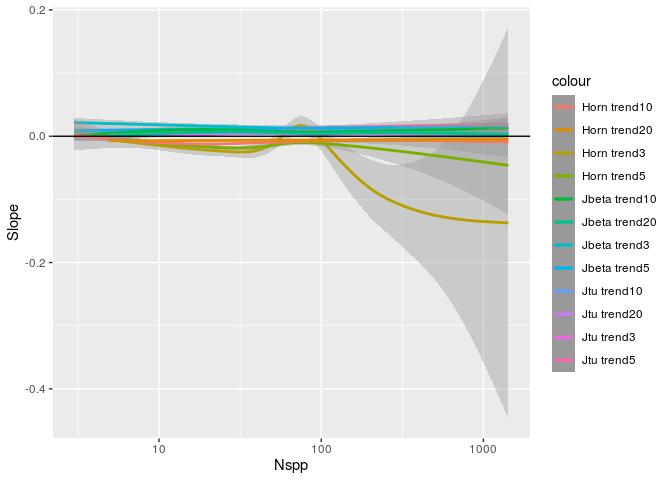 0.2
0.0
-0.2
-0.4
Slope
10
100
1000
Nspp
colour
Horn trend10
Horn trend20
Horn trend3
Horn trend5
Jbeta trend10
Jbeta trend20
Jbeta trend3
Jbeta trend5
Jtu trend10
Jtu trend20
Jtu trend3
Jtu trend5